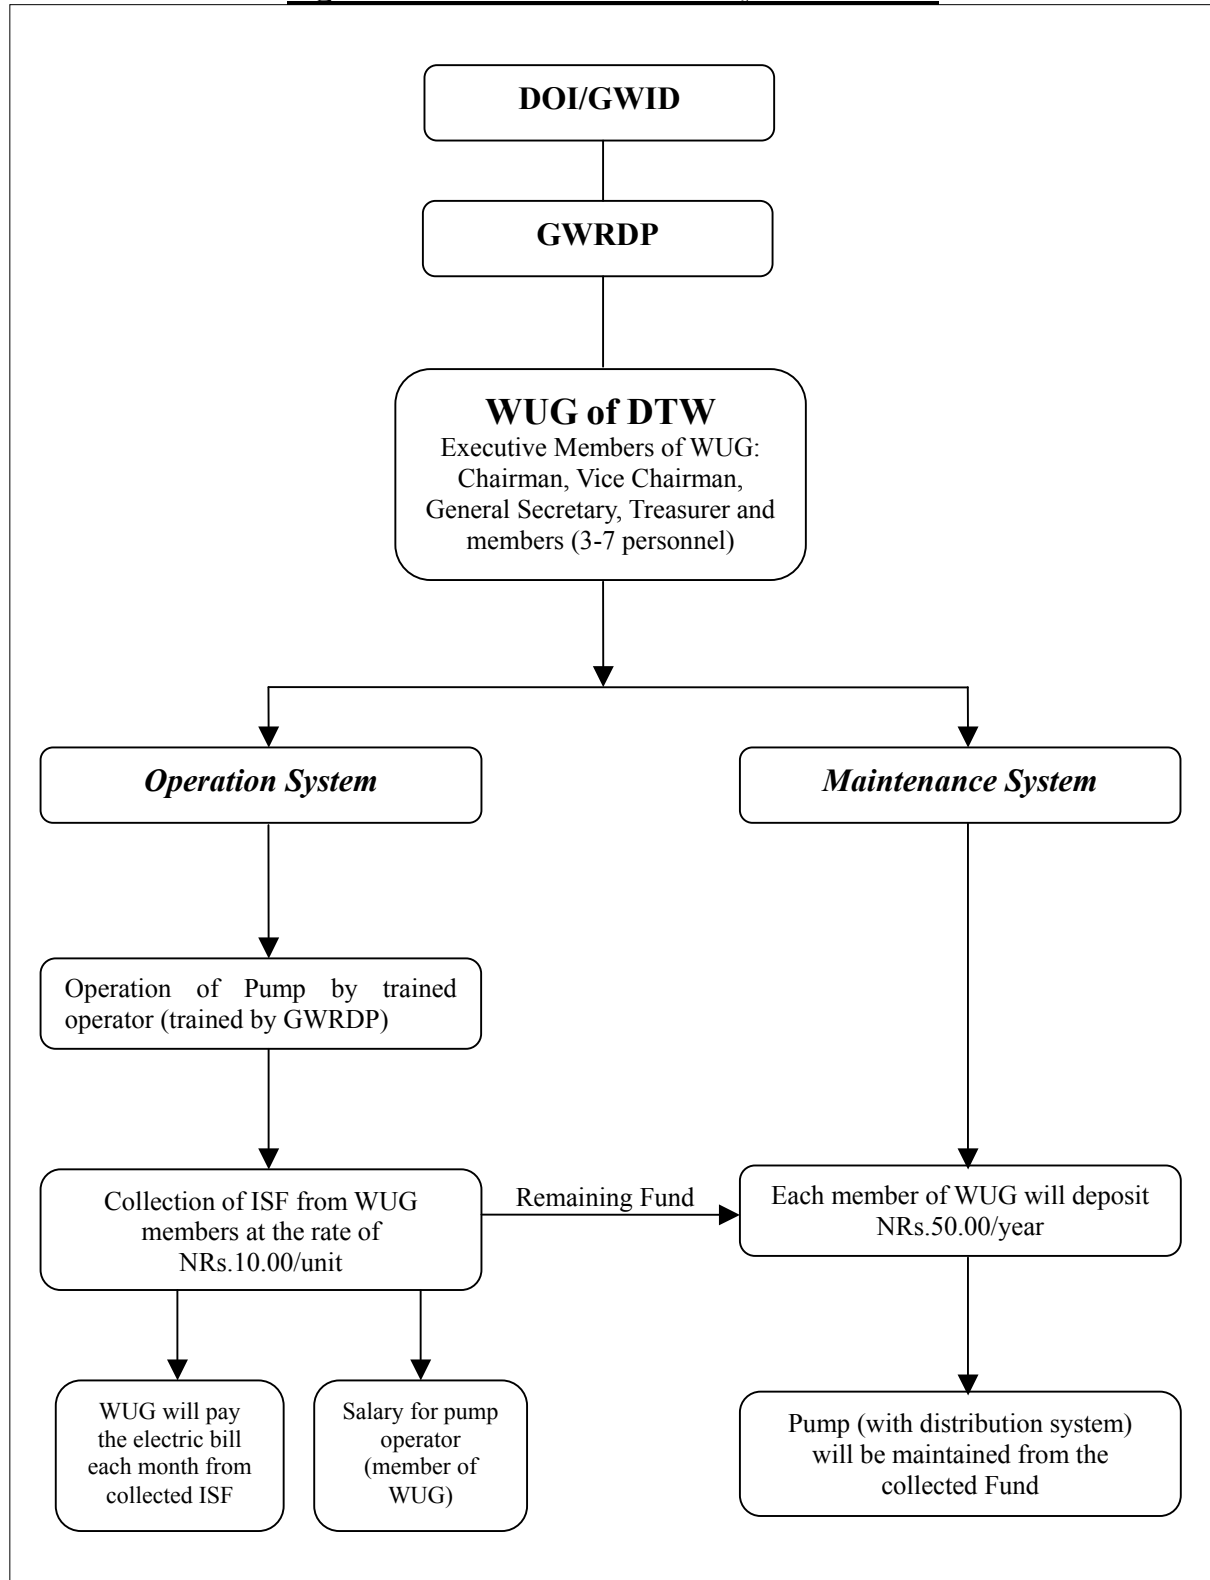 DOI/GWID
GWRDP
WUG of DTW
Executive Members of WUG:
Chairman, Vice Chairman,
General Secretary, Treasurer and
members (3-7 personnel)
Operation System
Maintenance System
Operation of Pump by trained
operator (trained by GWRDP)
Collection of ISF from WUG
members at the rate of
NRs.10.00/unit
Remaining Fund
Each member of WUG will deposit
NRs.50.00/year
WUG will pay
the electric bill
each month from
collected ISF
Salary for pump
operator
(member of
WUG)
Pump (with distribution system)
will be maintained from the
collected Fund